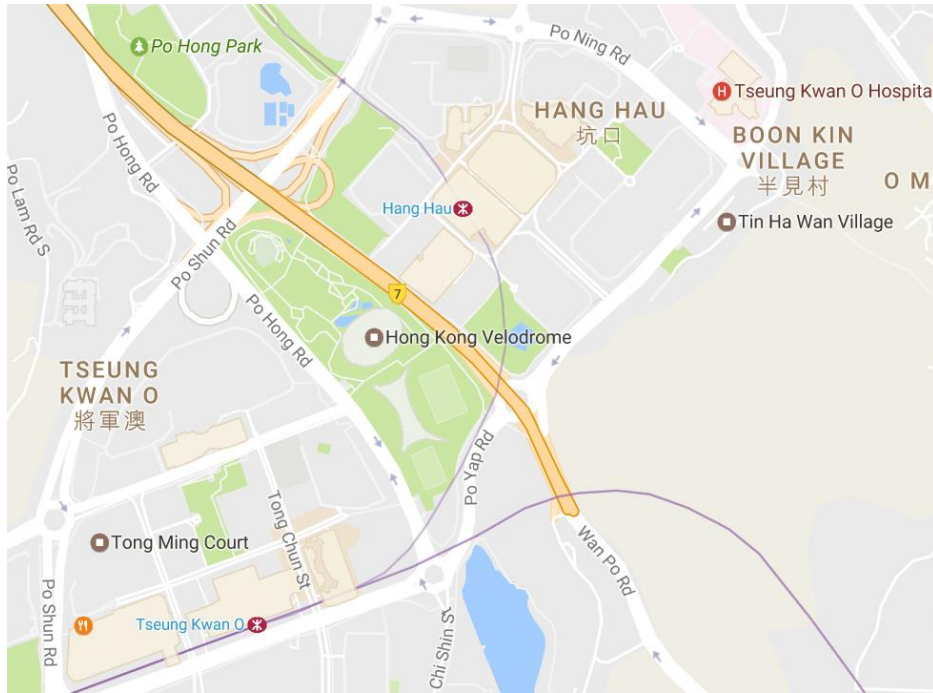 Po Hong Park
Po Ning Rd
Tseung Kwan O Hospita
HANG HAU
坑口
BOON KIN
VILLAGE
半見村
O M
Po Hong Rd
Po Lam Rd S
Hang Hau
Tin Ha Wan Village
Po Shun Rd
7
Po Hong Rd
Hong Kong Velodrome
TSEUNG
KWAN O
將軍澳
Po Yap Rd
Tong Chun St
Tong Ming Court
Wan Po Rd
Po Shun Rd
Tseung Kwan O
Chi Shin St
H